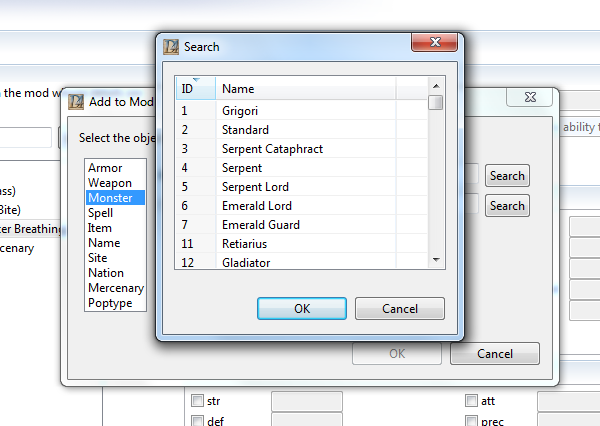 Search
ID Name
1 Grigori
2 Standard
3 Serpent Cataphract
4 Serpent
5 Serpent Lord
6 Emerald Lord
7 Emerald Guard
11 Retiarius
12 Gladiator
OK Cancel
n the mod w
Add to Mod
ability t
Select the obje
Armor
Weapon
Monster
Spell
Item
Name
Site
Nation
Mercenary
Poptype
Search
Search
OK Cancel
ass)
Bite)
ter Breathing
cenary
str
att
def
prec